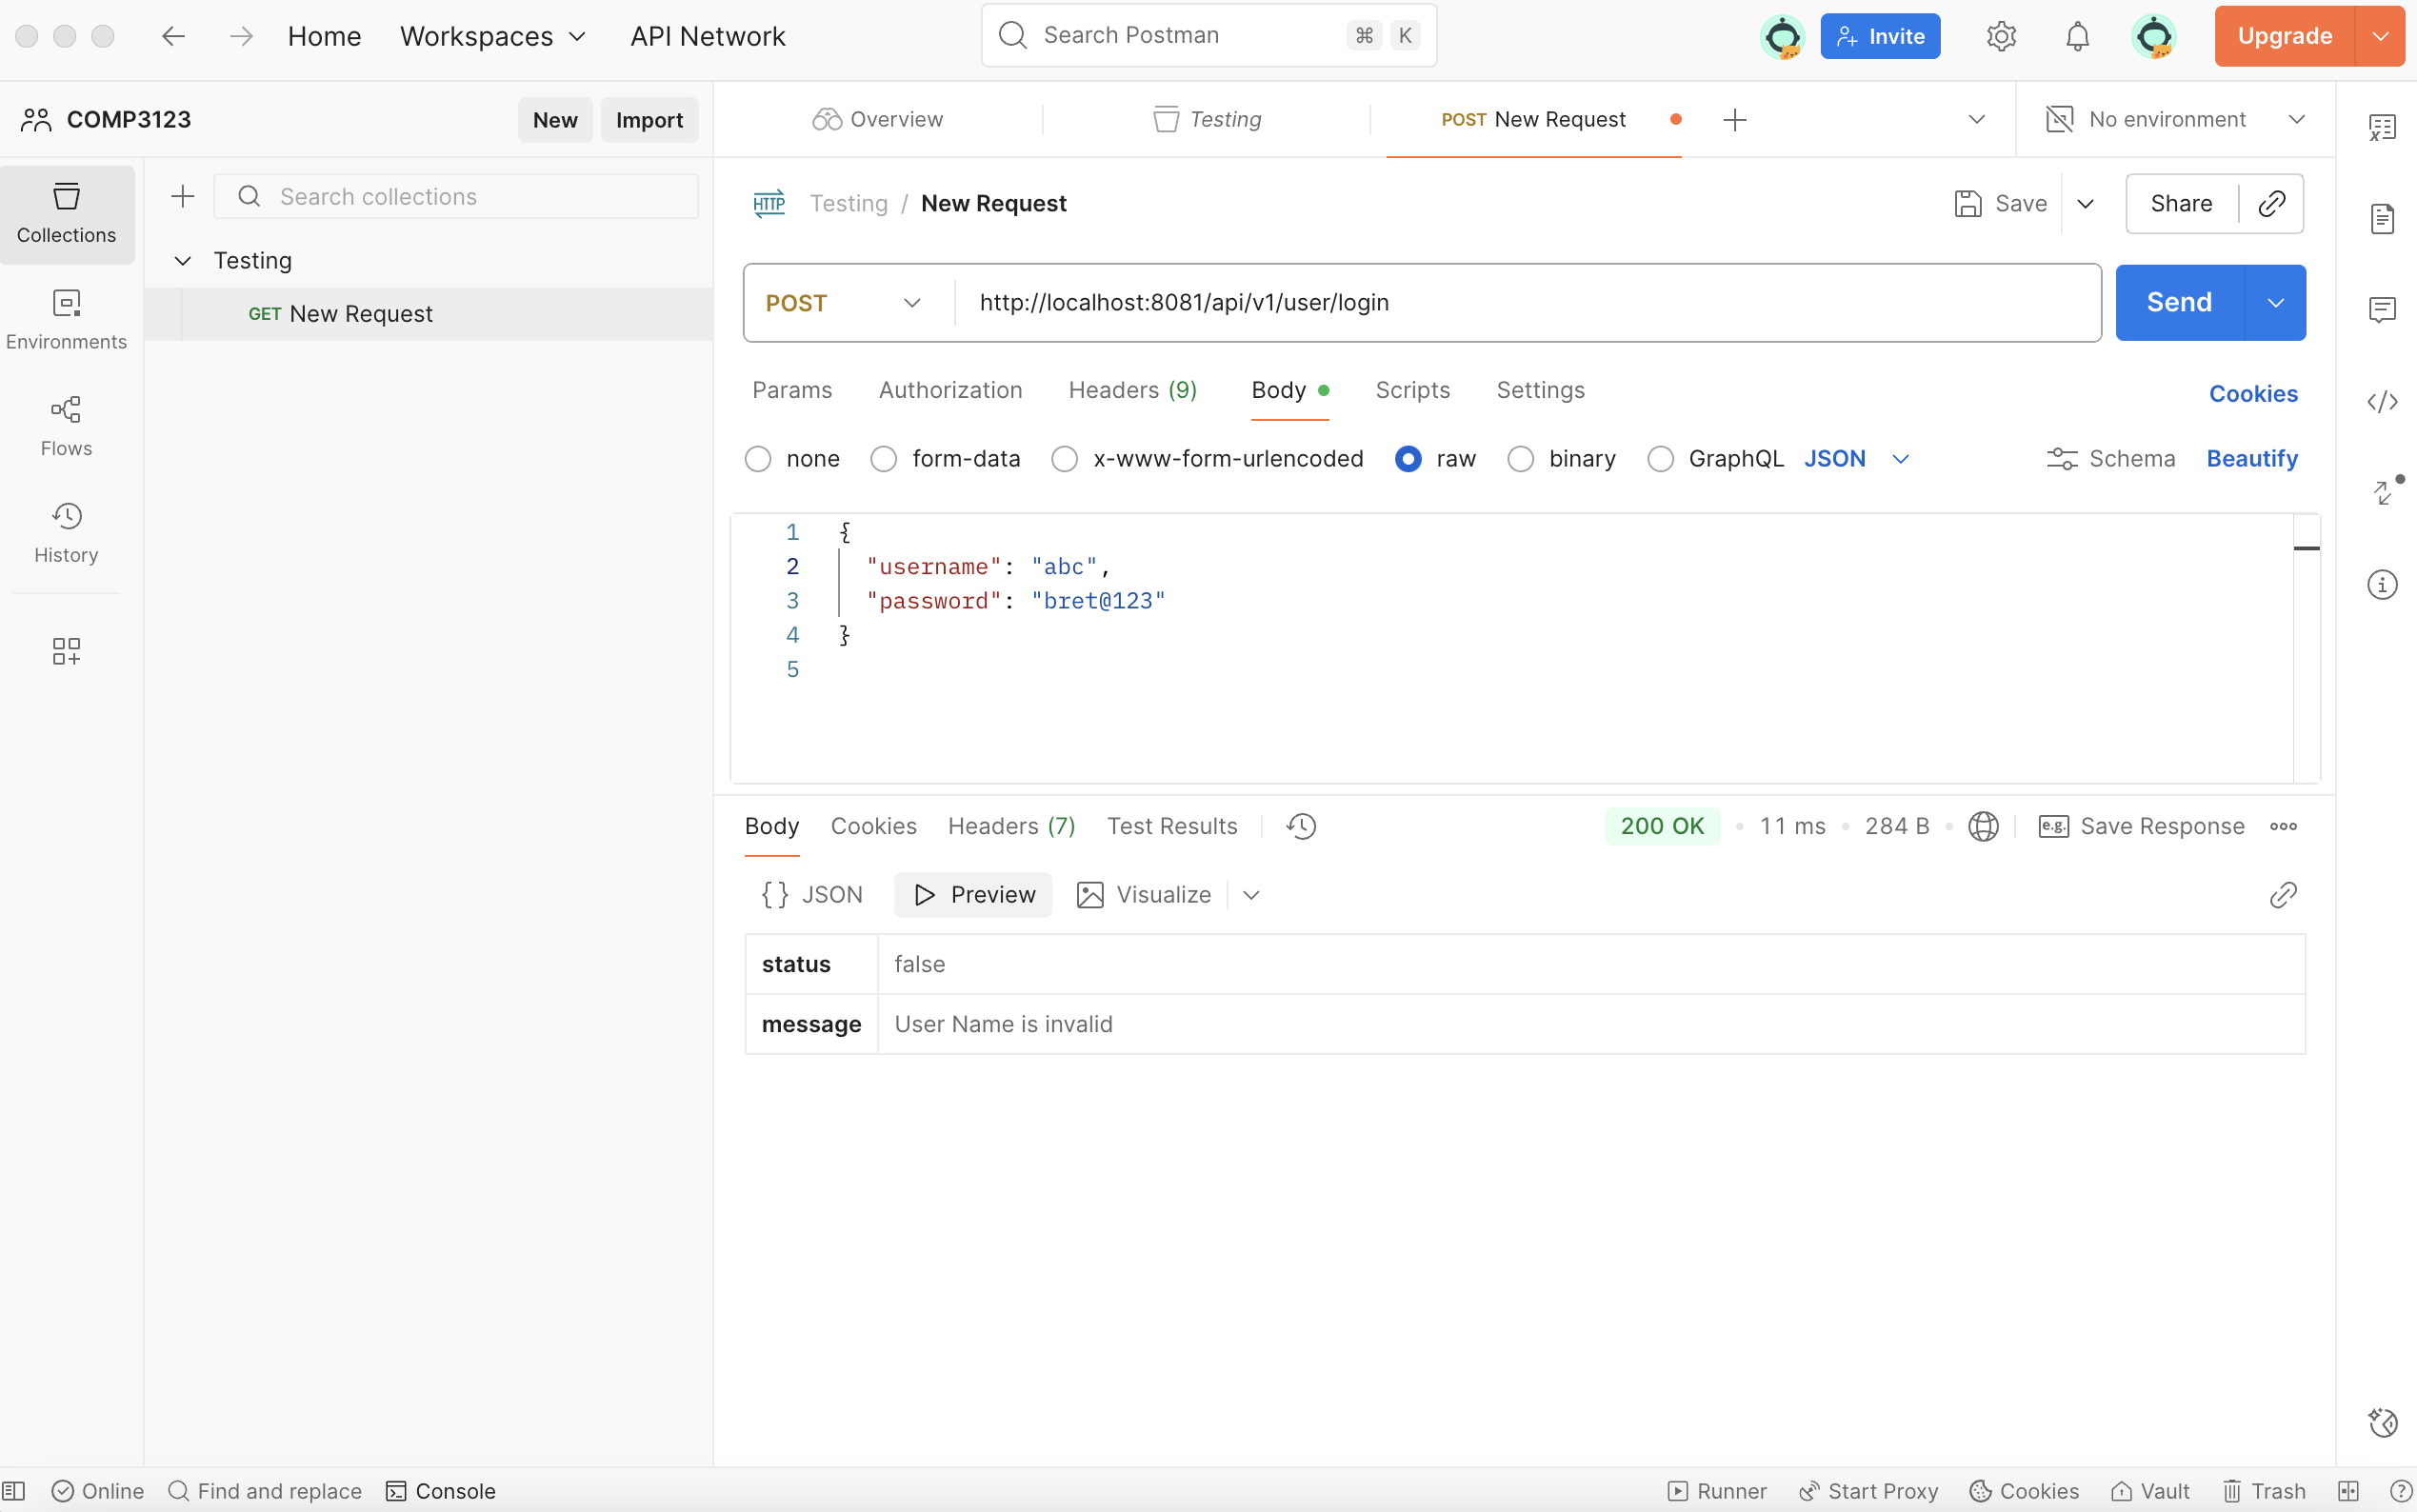 Home Workspaces API Network Search Postman ⌘ K Invite Upgrade
COMP3123 New Import Overview Testing POST New Request No environment
Collections
Search collections
Testing
GET New Request
Environments
Flows
History
HTTP Testing / New Request Save Share
POST http://localhost:8081/api/v1/user/login Send
Params Authorization Headers (9) Body Scripts Settings Cookies
none form-data x-www-form-urlencoded raw binary GraphQL JSON Schema Beautify
1 {
2 "username": "abc",
3 "password": "bret@123"
4 }
5
Body Cookies Headers (7) Test Results 200 OK • 11 ms • 284 B • e.g. Save Response
{} JSON Preview Visualize
status false
message User Name is invalid
Online Find and replace Console Runner Start Proxy Cookies Vault Trash